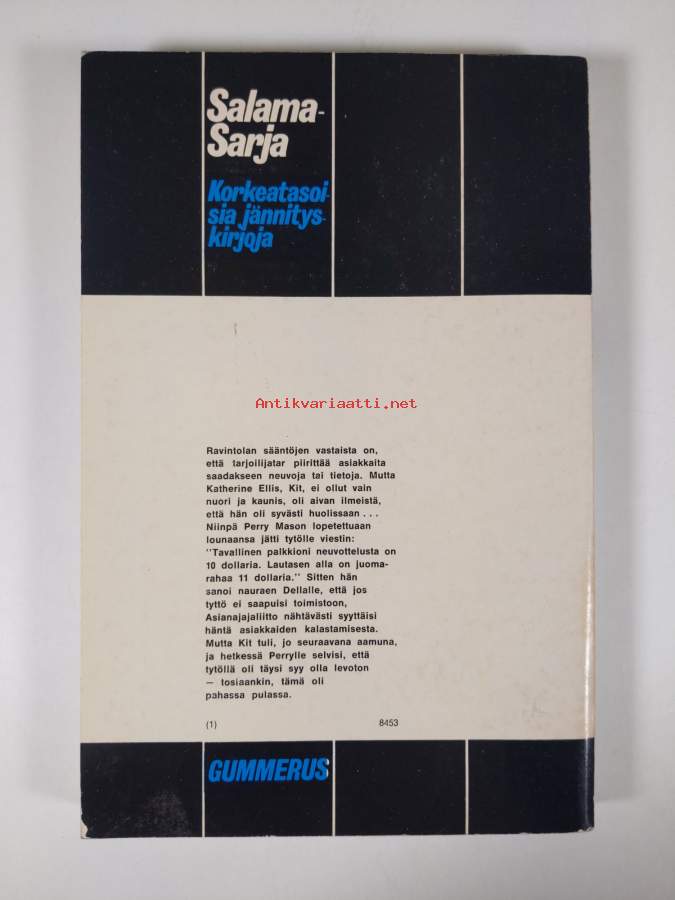 Salama-
Sarja
Korkeatasoi-
sia jännitys-
kirjoja
Antikvariaatti.net
Ravintolan sääntöjen vastaista on,
että tarjoilijatar piirittää asiakkaita
saadakseen neuvoja tai tietoja. Mutta
Katherine Ellis, Kit, ei ollut vain
nuori ja kaunis, oli aivan ilmeistä,
että hän oli syvästi huolissaan . . .
Niinpä Perry Mason lopetettuaan
lounaansa jätti tytölle viestin:
"Tavallinen palkkioni neuvottelusta on
10 dollaria. Lautasen alla on juoma-
rahaa 11 dollaria." Sitten hän
sanoi nauraen Dellalle, että jos
tyttö ei saapuisi toimistoon,
Asianajajaliitto nähtävästi syyttäisi
häntä asiakkaiden kalastamisesta.
Mutta Kit tuli, jo seuraavana aamuna,
ja hetkessä Perrylle selvisi, että
tytöllä oli täysi syy olla levoton
— tosiaankin, tämä oli
pahassa pulassa.
(1) 8453
GUMMERUS